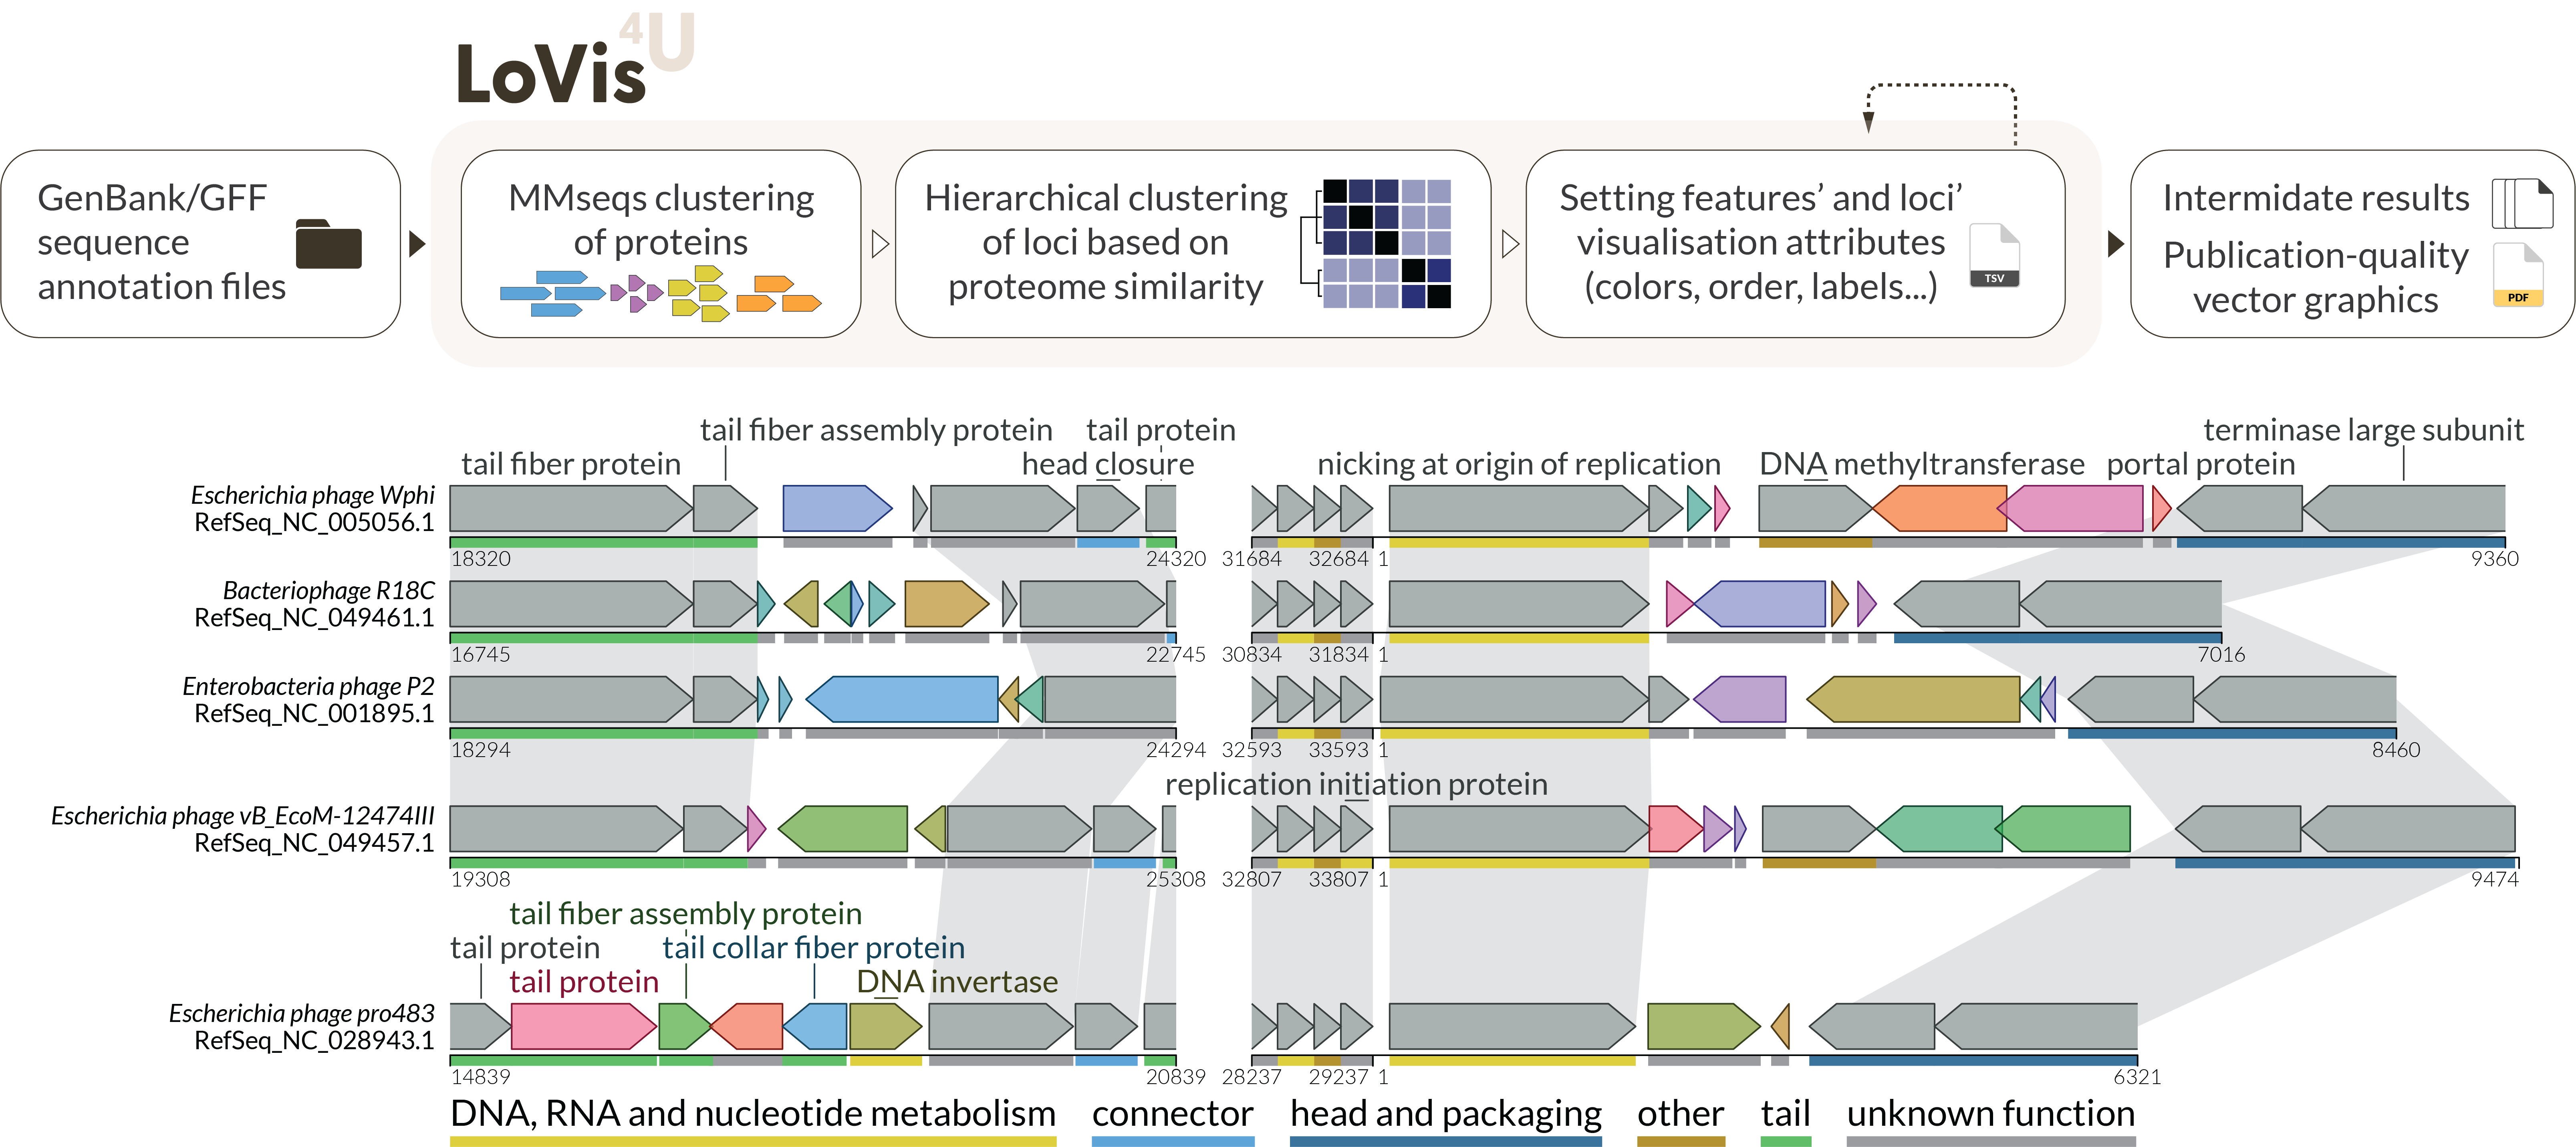 LoVis4U
GenBank/GFF
sequence
annotation files
MMseqs clustering
of proteins
Hierarchical clustering
of loci based on
proteome similarity
Setting features’ and loci’
visualisation attributes
(colors, order, labels...)
TSV
Intermidate results
Publication-quality
vector graphics
PDF
tail fiber assembly protein tail protein terminase large subunit
tail fiber protein head closure nicking at origin of replication DNA methyltransferase portal protein
Escherichia phage Wphi
RefSeq_NC_005056.1
18320 24320 31684 32684 1 9360
Bacteriophage R18C
RefSeq_NC_049461.1
16745 22745 30834 31834 1 7016
Enterobacteria phage P2
RefSeq_NC_001895.1
18294 24294 32593 33593 1 8460
replication initiation protein
Escherichia phage vB_EcoM-12474III
RefSeq_NC_049457.1
19308 25308 32807 33807 1 9474
tail fiber assembly protein
tail protein tail collar fiber protein
tail protein DNA invertase
Escherichia phage pro483
RefSeq_NC_028943.1
14839 20839 28237 29237 1 6321
DNA, RNA and nucleotide metabolism connector head and packaging other tail unknown function